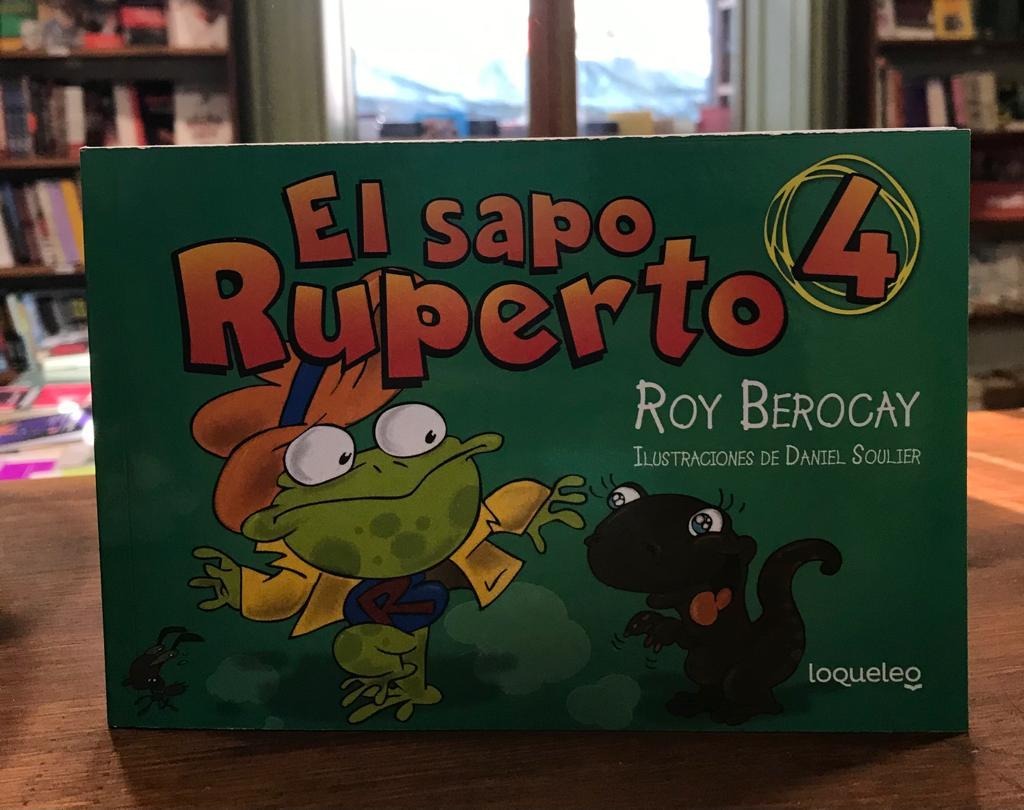 El sapo
Ruperto
4
Roy Berocay
Ilustraciones de Daniel Soulier
R
loqueleo